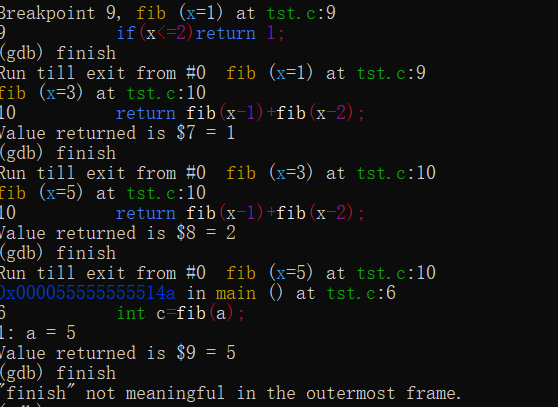 Breakpoint 9, fib (x=1) at tst.c:9
9 if(x<=2)return 1;
(gdb) finish
Run till exit from #0 fib (x=1) at tst.c:9
fib (x=3) at tst.c:10
10 return fib(x-1)+fib(x-2);
Value returned is $7 = 1
(gdb) finish
Run till exit from #0 fib (x=3) at tst.c:10
fib (x=5) at tst.c:10
10 return fib(x-1)+fib(x-2);
Value returned is $8 = 2
(gdb) finish
Run till exit from #0 fib (x=5) at tst.c:10
0x000055555555514a in main () at tst.c:6
6 int c=fib(a);
1: a = 5
Value returned is $9 = 5
(gdb) finish
"finish" not meaningful in the outermost frame.